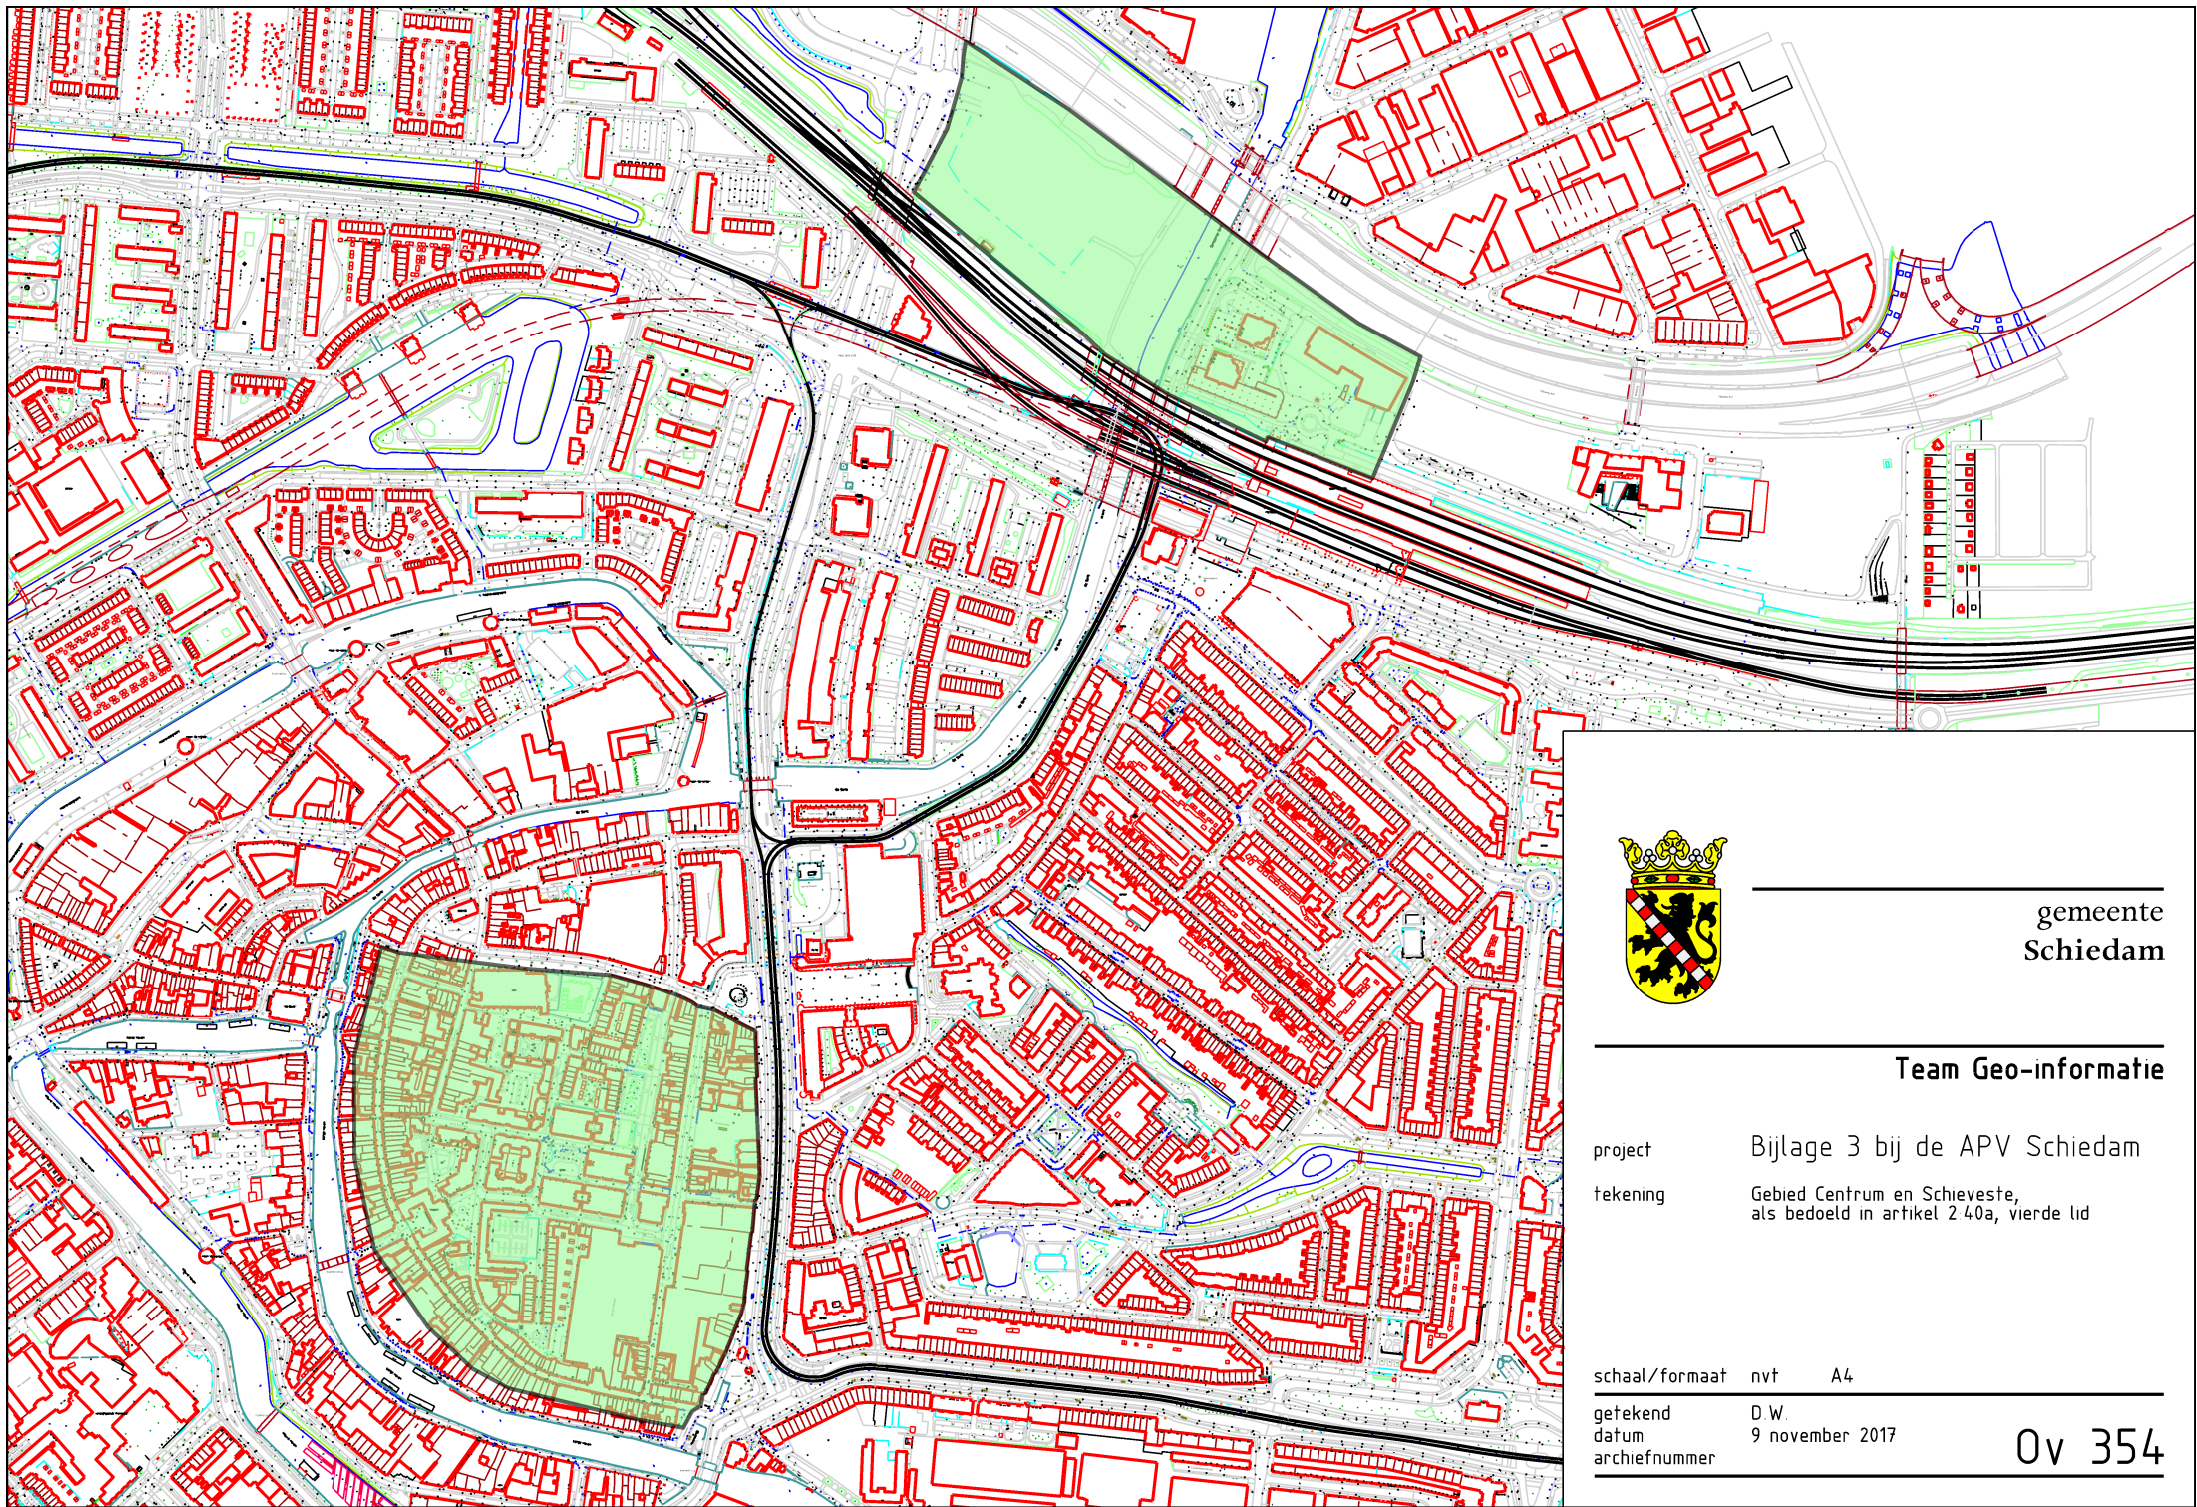 gemeente
Schiedam
Team Geo-informatie
project Bijlage 3 bij de APV Schiedam
tekening Gebied Centrum en Schieveste,
als bedoeld in artikel 2:40a, vierde lid
schaal/formaat nvt A4
getekend D.W.
datum 9 november 2017
archiefnummer
Ov 354